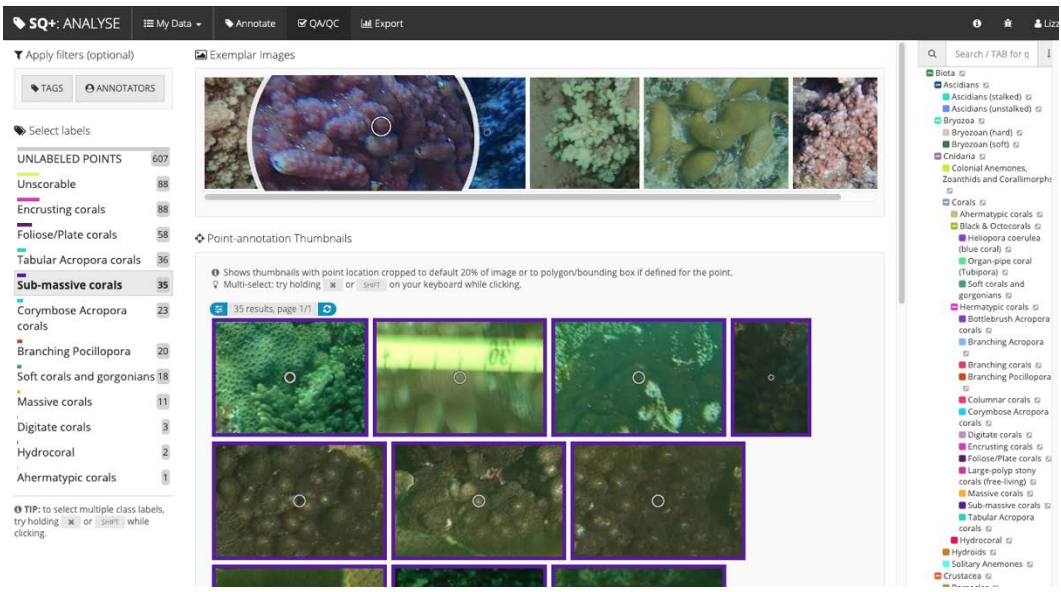 SQ+: ANALYSE
My Data
Annotate
QA/QC
Export
Lizz
Apply filters (optional)
TAGS
ANNOTATORS
Select labels
UNLABELED POINTS 607
Unscorable 88
Encrusting corals 88
Foliose/Plate corals 58
Tabular Acropora corals 36
Sub-massive corals 35
Corymbose Acropora 23
corals
Branching Pocillopora 20
Soft corals and gorgonians 18
Massive corals 11
Digitate corals 3
Hydrocoral 2
Ahermatypic corals 1
TIP: to select multiple class labels,
try holding ⌘ or SHIFT while
clicking.
Exemplar Images
Point-annotation Thumbnails
Shows thumbnails with point location cropped to default 20% of image or to polygon/bounding box if defined for the point.
Multi-select: try holding ⌘ or SHIFT on your keyboard while clicking.
35 results, page 1/1
Search / TAB for q
Biota
Ascidians
Ascidians (stalked)
Ascidians (unstalked)
Bryozoa
Bryozoan (hard)
Bryozoan (soft)
Cnidaria
Colonial Anemones,
Zoanthids and Corallimorphs
Corals
Ahermatypic corals
Black & Octocorals
Heliopora coerulea
(blue coral)
Organ-pipe coral
(Tubipora)
Soft corals and
gorgonians
Hermatypic corals
Bottlebrush Acropora
corals
Branching Acropora
Branching corals
Branching Pocillopora
Columnar corals
Corymbose Acropora
corals
Digitate corals
Encrusting corals
Foliose/Plate corals
Large-polyp stony
corals (free-living)
Massive corals
Sub-massive corals
Tabular Acropora
corals
Hydrocoral
Hydroids
Solitary Anemones
Crustacea